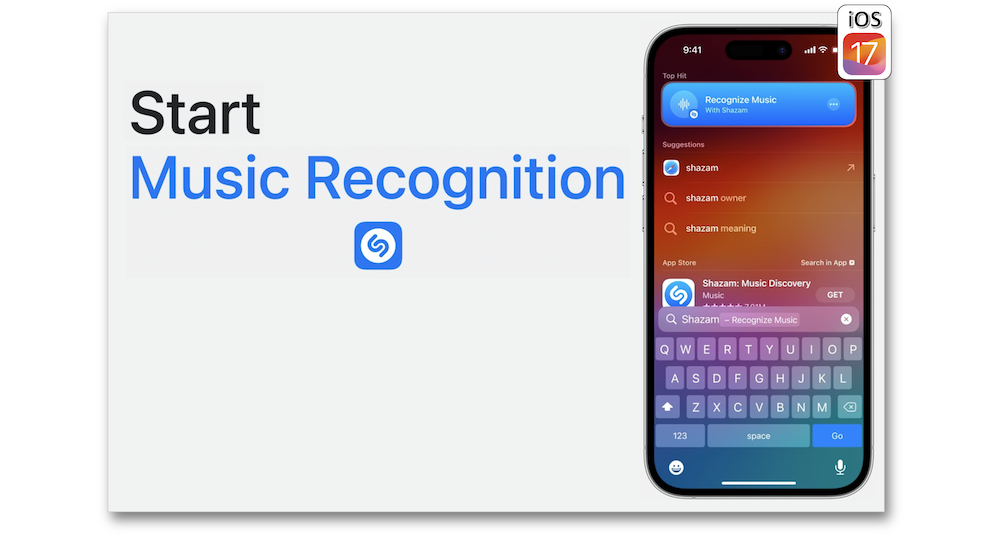 Start
Music Recognition
iOS
17
9:41
Top Hit
Recognize Music
With Shazam
Suggestions
shazam
shazam owner
shazam meaning
App Store
Search in App
Shazam: Music Discovery
Music
GET
Shazam – Recognize Music
Q W E R T Y U I O P
A S D F G H J K L
Z X C V B N M
123 space Go